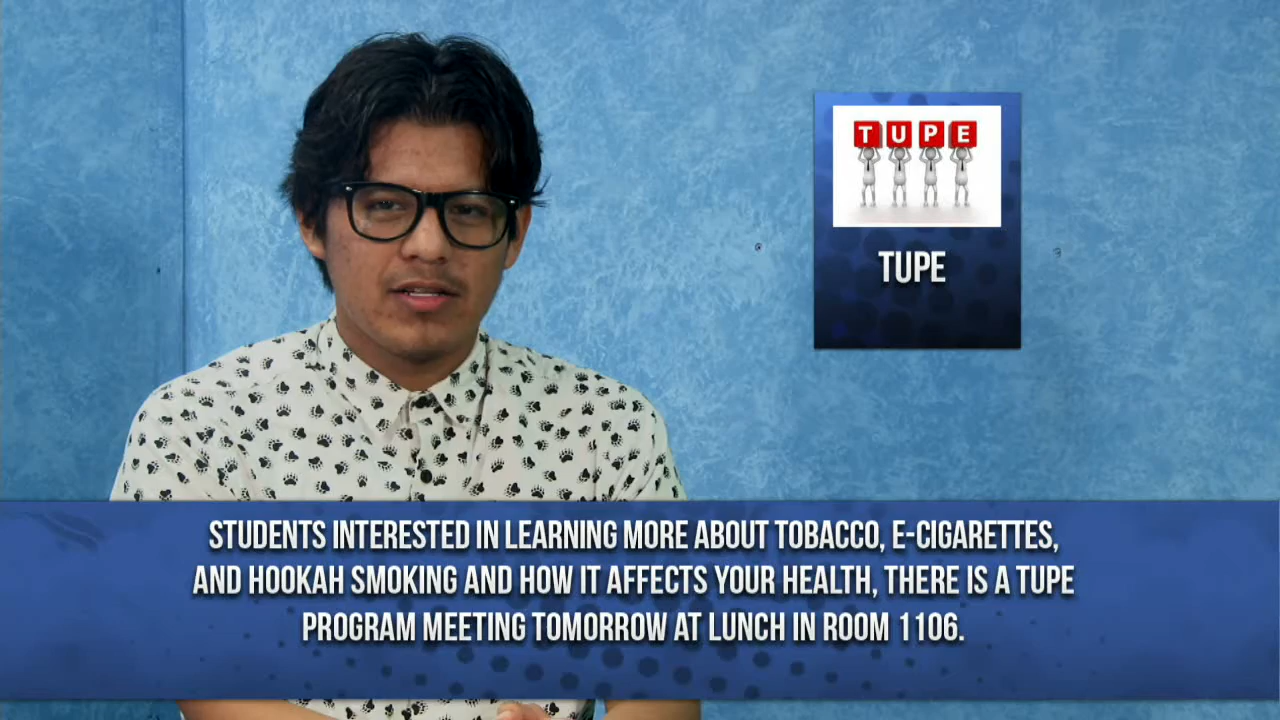 TUPE
TUPE
STUDENTS INTERESTED IN LEARNING MORE ABOUT TOBACCO, E-CIGARETTES,
AND HOOKAH SMOKING AND HOW IT AFFECTS YOUR HEALTH, THERE IS A TUPE
PROGRAM MEETING TOMORROW AT LUNCH IN ROOM 1106.